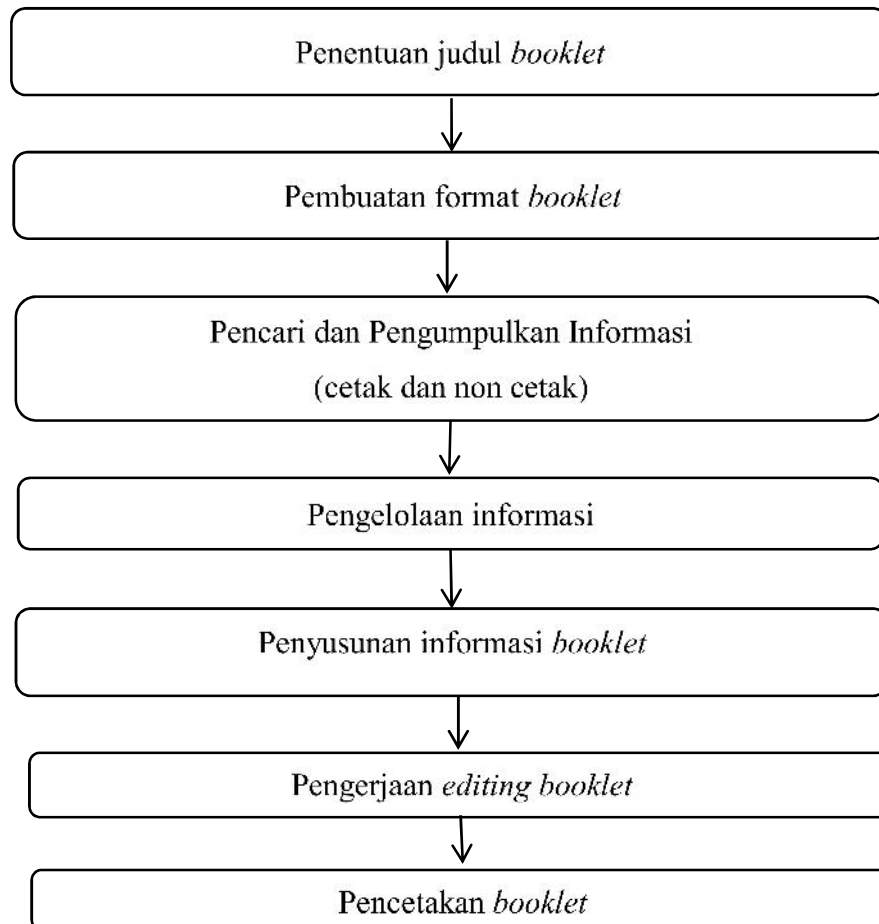 Penentuan judul booklet
Pembuatan format booklet
Pencari dan Pengumpulkan Informasi
(cetak dan non cetak)
Pengelolaan informasi
Penyusunan informasi booklet
Pengerjaan editing booklet
Pencetakan booklet